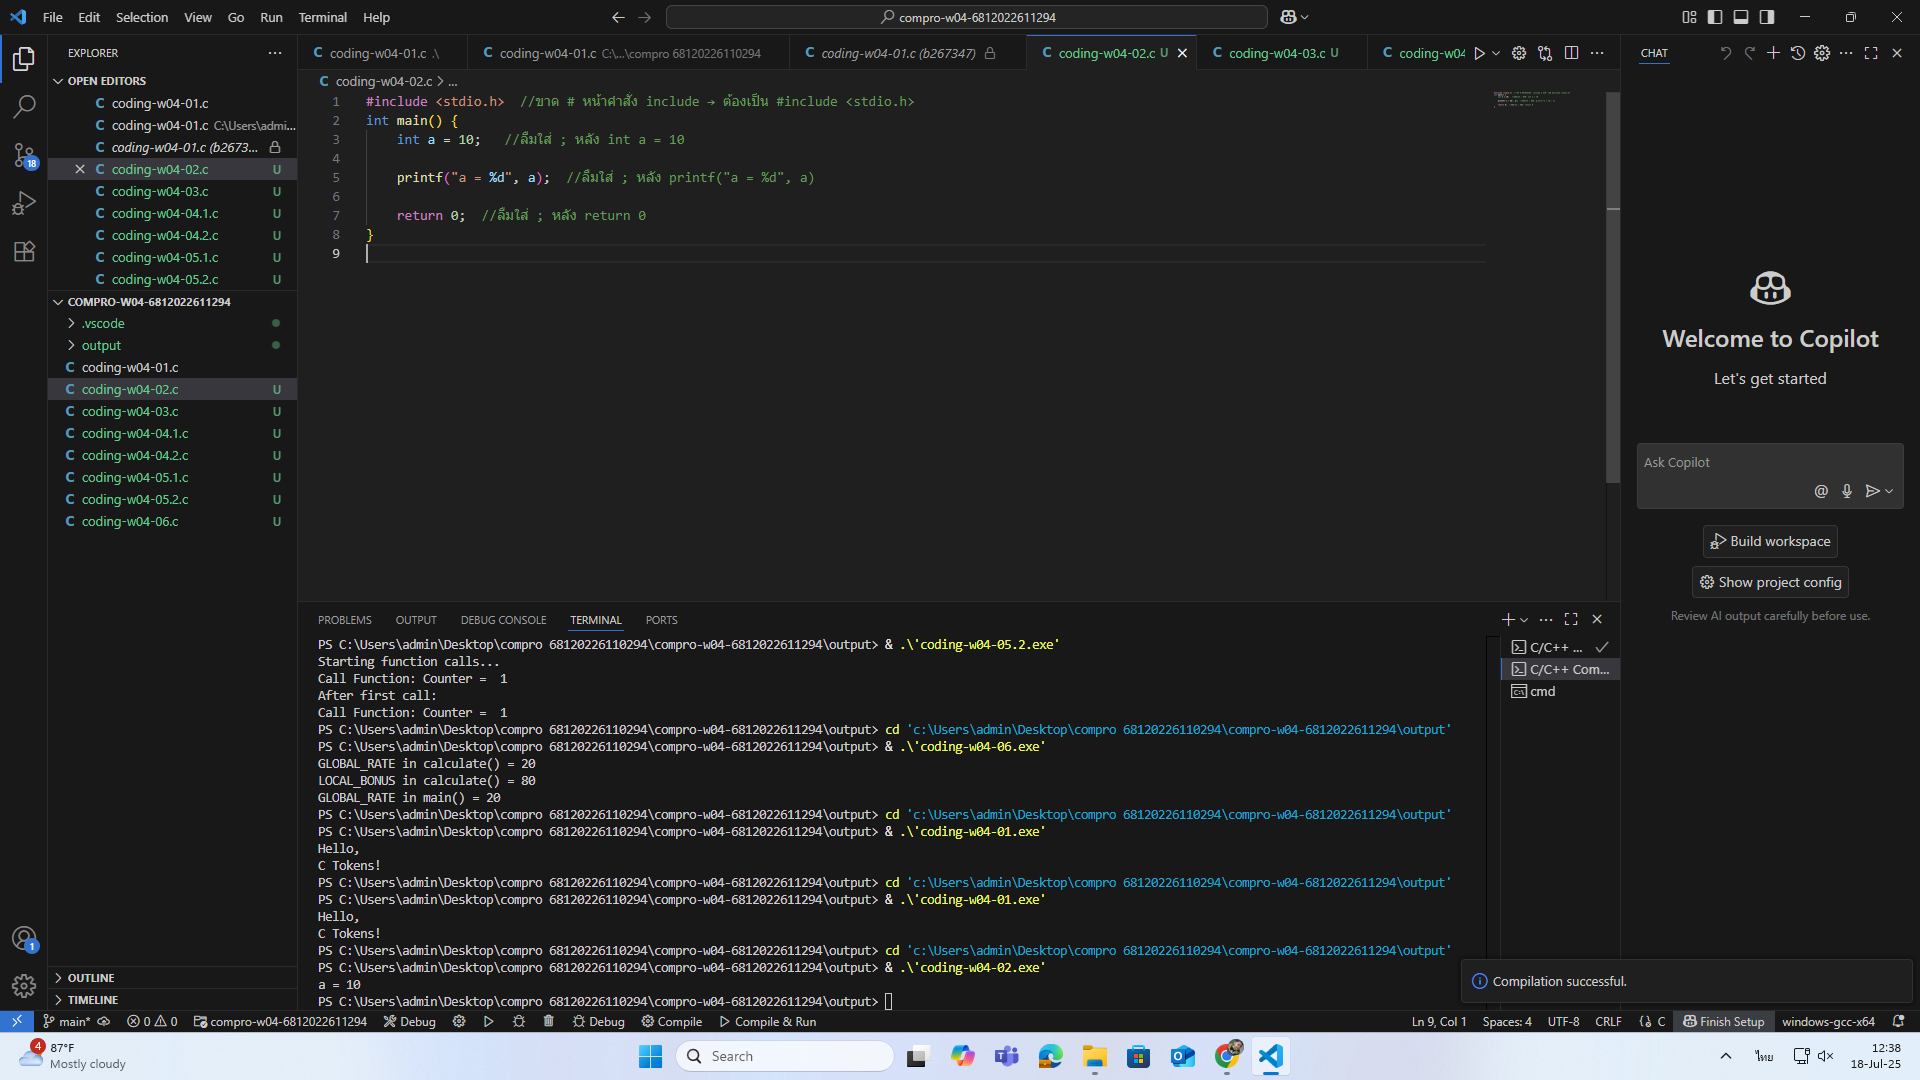 File Edit Selection View Go Run Terminal Help
compro-w04-6812022611294
EXPLORER
OPEN EDITORS
coding-w04-01.c
coding-w04-01.c C:\Users\admi...
coding-w04-01.c (b2673...
coding-w04-02.c U
coding-w04-03.c U
coding-w04-04.1.c U
coding-w04-04.2.c U
coding-w04-05.1.c U
coding-w04-05.2.c U
COMPRO-W04-6812022611294
.vscode
output
coding-w04-01.c
coding-w04-02.c U
coding-w04-03.c U
coding-w04-04.1.c U
coding-w04-04.2.c U
coding-w04-05.1.c U
coding-w04-05.2.c U
coding-w04-06.c U
OUTLINE
TIMELINE
18
1
coding-w04-01.c .\
coding-w04-01.c C:\...\compro 68120226110294
coding-w04-01.c (b267347)
coding-w04-02.c U
coding-w04-03.c U
coding-w04
coding-w04-02.c > ...
1 #include <stdio.h>  //ขาด # หน้าคำสั่ง include → ต้องเป็น #include <stdio.h>
2 int main() {
3     int a = 10;   //ลืมใส่ ; หลัง int a = 10
4
5     printf("a = %d", a);  //ลืมใส่ ; หลัง printf("a = %d", a)
6
7     return 0;  //ลืมใส่ ; หลัง return 0
8 }
9
PROBLEMS OUTPUT DEBUG CONSOLE TERMINAL PORTS
PS C:\Users\admin\Desktop\compro 68120226110294\compro-w04-6812022611294\output> & .\'coding-w04-05.2.exe'
Starting function calls...
Call Function: Counter =  1
After first call:
Call Function: Counter =  1
PS C:\Users\admin\Desktop\compro 68120226110294\compro-w04-6812022611294\output> cd 'c:\Users\admin\Desktop\compro 68120226110294\compro-w04-6812022611294\output'
PS C:\Users\admin\Desktop\compro 68120226110294\compro-w04-6812022611294\output> & .\'coding-w04-06.exe'
GLOBAL_RATE in calculate() = 20
LOCAL_BONUS in calculate() = 80
GLOBAL_RATE in main() = 20
PS C:\Users\admin\Desktop\compro 68120226110294\compro-w04-6812022611294\output> cd 'c:\Users\admin\Desktop\compro 68120226110294\compro-w04-6812022611294\output'
PS C:\Users\admin\Desktop\compro 68120226110294\compro-w04-6812022611294\output> & .\'coding-w04-01.exe'
Hello,
C Tokens!
PS C:\Users\admin\Desktop\compro 68120226110294\compro-w04-6812022611294\output> cd 'c:\Users\admin\Desktop\compro 68120226110294\compro-w04-6812022611294\output'
PS C:\Users\admin\Desktop\compro 68120226110294\compro-w04-6812022611294\output> & .\'coding-w04-01.exe'
Hello,
C Tokens!
PS C:\Users\admin\Desktop\compro 68120226110294\compro-w04-6812022611294\output> cd 'c:\Users\admin\Desktop\compro 68120226110294\compro-w04-6812022611294\output'
PS C:\Users\admin\Desktop\compro 68120226110294\compro-w04-6812022611294\output> & .\'coding-w04-02.exe'
a = 10
PS C:\Users\admin\Desktop\compro 68120226110294\compro-w04-6812022611294\output>
C/C++ ...
C/C++ Com...
cmd
CHAT
Welcome to Copilot
Let's get started
Ask Copilot
Build workspace
Show project config
Review AI output carefully before use.
Compilation successful.
main* 0 0 compro-w04-6812022611294 Debug Debug Compile Compile & Run
Ln 9, Col 1 Spaces: 4 UTF-8 CRLF {} C Finish Setup windows-gcc-x64
4
87°F
Mostly cloudy
Search
ไทย
12:38
18-Jul-25